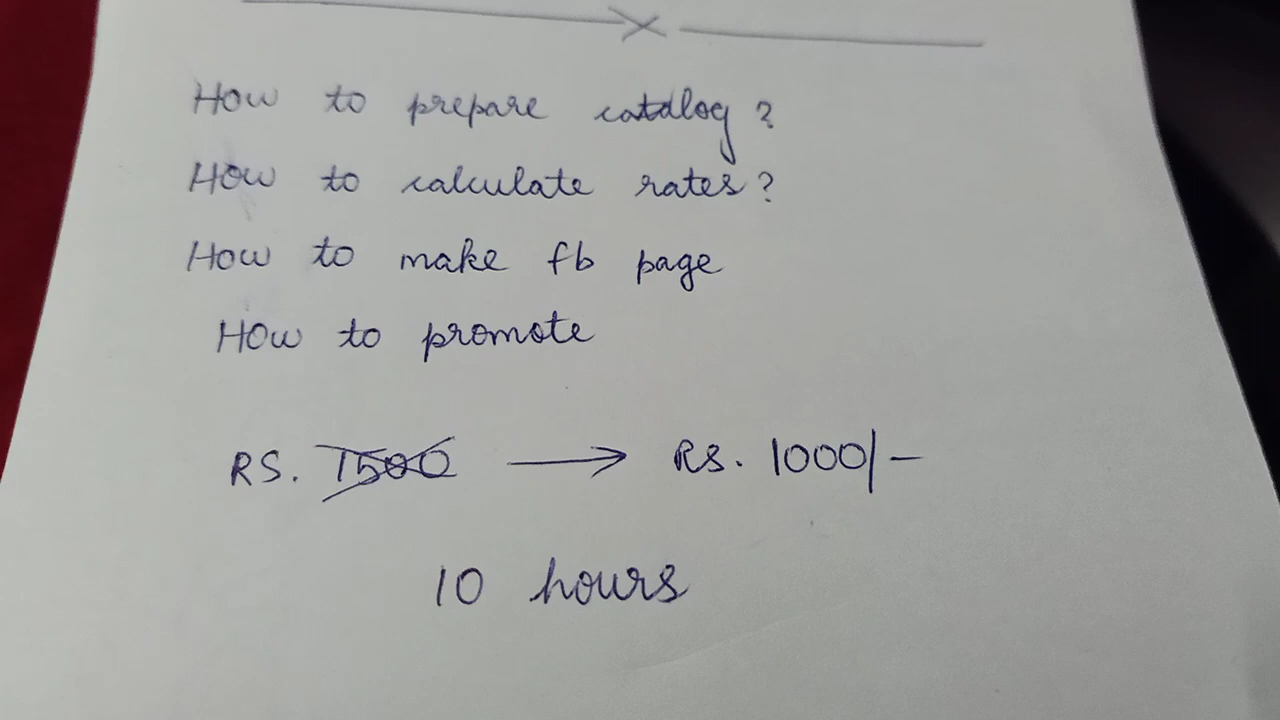 How to prepare catalog?
How to calculate rates?
How to make fb page
How to promote
RS. 1500 → RS. 1000/-
10 hours